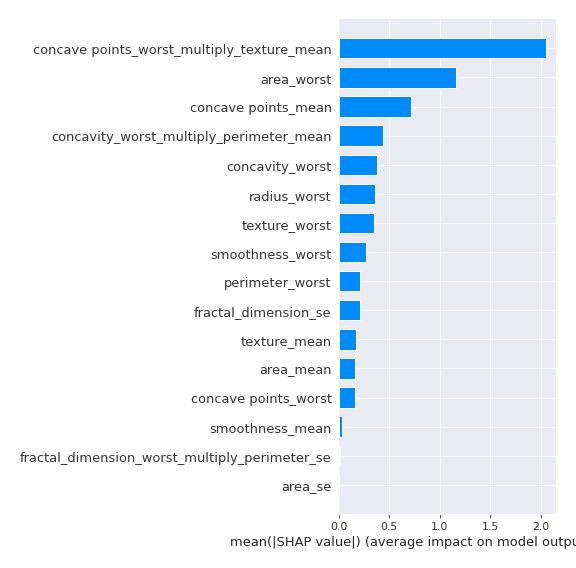 concave points_worst_multiply_texture_mean
area_worst
concave points_mean
concavity_worst_multiply_perimeter_mean
concavity_worst
radius_worst
texture_worst
smoothness_worst
perimeter_worst
fractal_dimension_se
texture_mean
area_mean
concave points_worst
smoothness_mean
fractal_dimension_worst_multiply_perimeter_se
area_se
0.0 0.5 1.0 1.5 2.0
mean(|SHAP value|) (average impact on model outpu